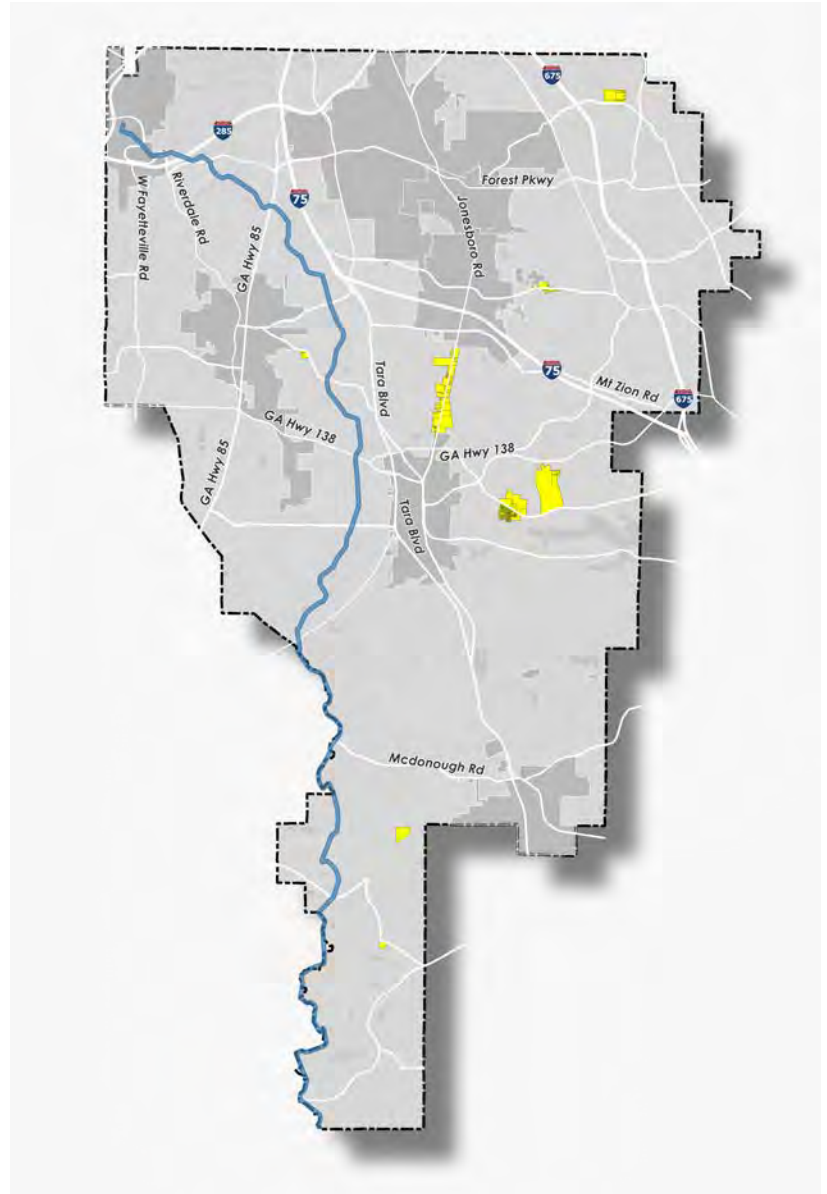 675
285
Forest Pkwy
W Fayetteville Rd
Riverdale Rd
75
Jonesboro Rd
GA Hwy 85
75
Mt Zion Rd
Tara Blvd
675
GA Hwy 138
GA Hwy 138
GA Hwy 85
Tara Blvd
Mcdonough Rd